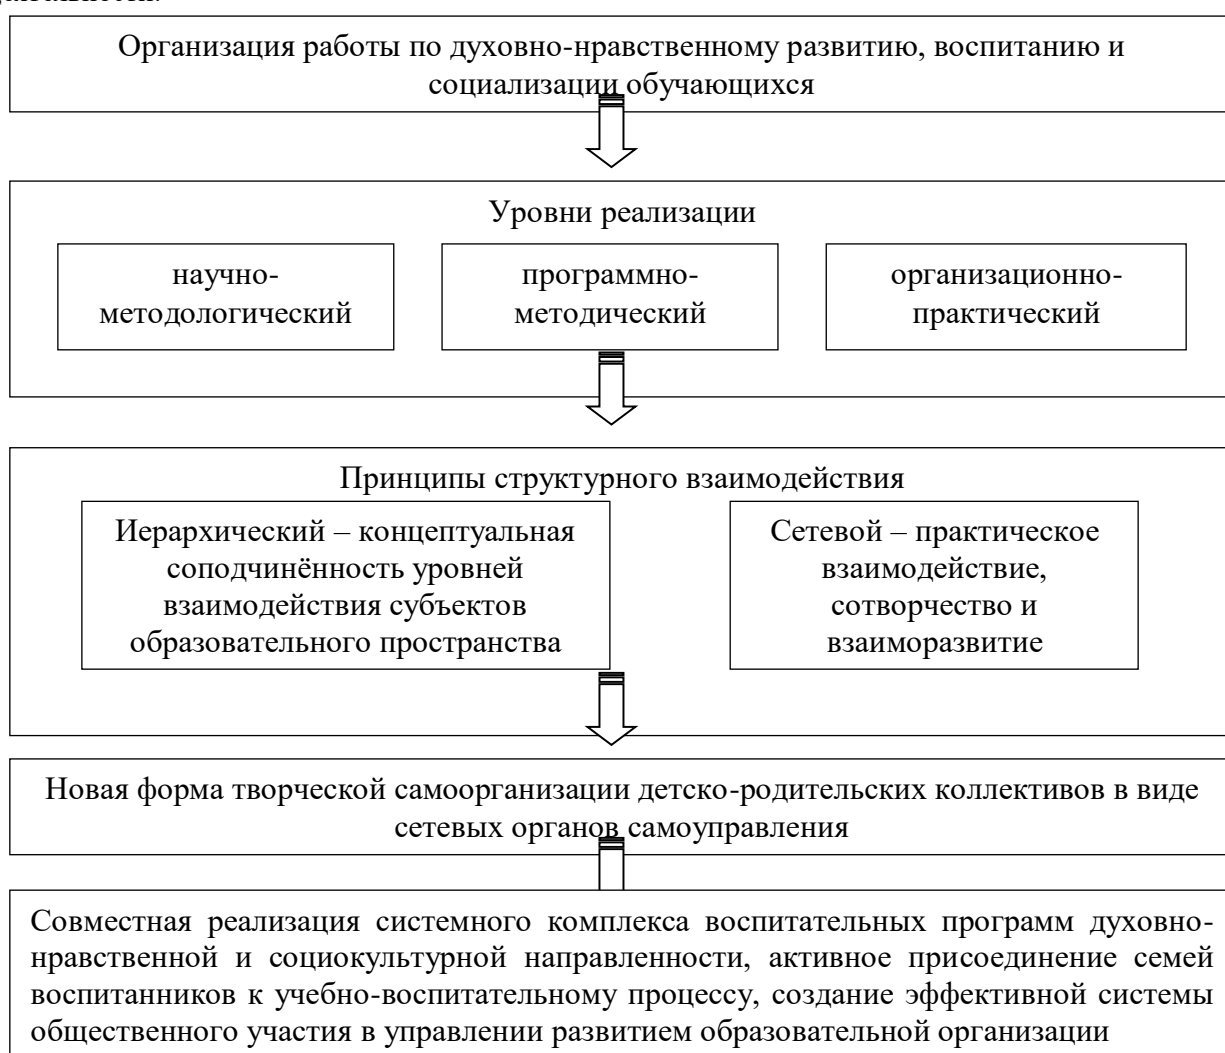 Организация работы по духовно-нравственному развитию, воспитанию и
социализации обучающихся
Уровни реализации
научно-
методологический
программно-
методический
организационно-
практический
Принципы структурного взаимодействия
Иерархический – концептуальная
соподчинённость уровней
взаимодействия субъектов
образовательного пространства
Сетевой – практическое
взаимодействие,
сотворчество и
взаиморазвитие
Новая форма творческой самоорганизации детско-родительских коллективов в виде
сетевых органов самоуправления
Совместная реализация системного комплекса воспитательных программ духовно-
нравственной и социокультурной направленности, активное присоединение семей
воспитанников к учебно-воспитательному процессу, создание эффективной системы
общественного участия в управлении развитием образовательной организации